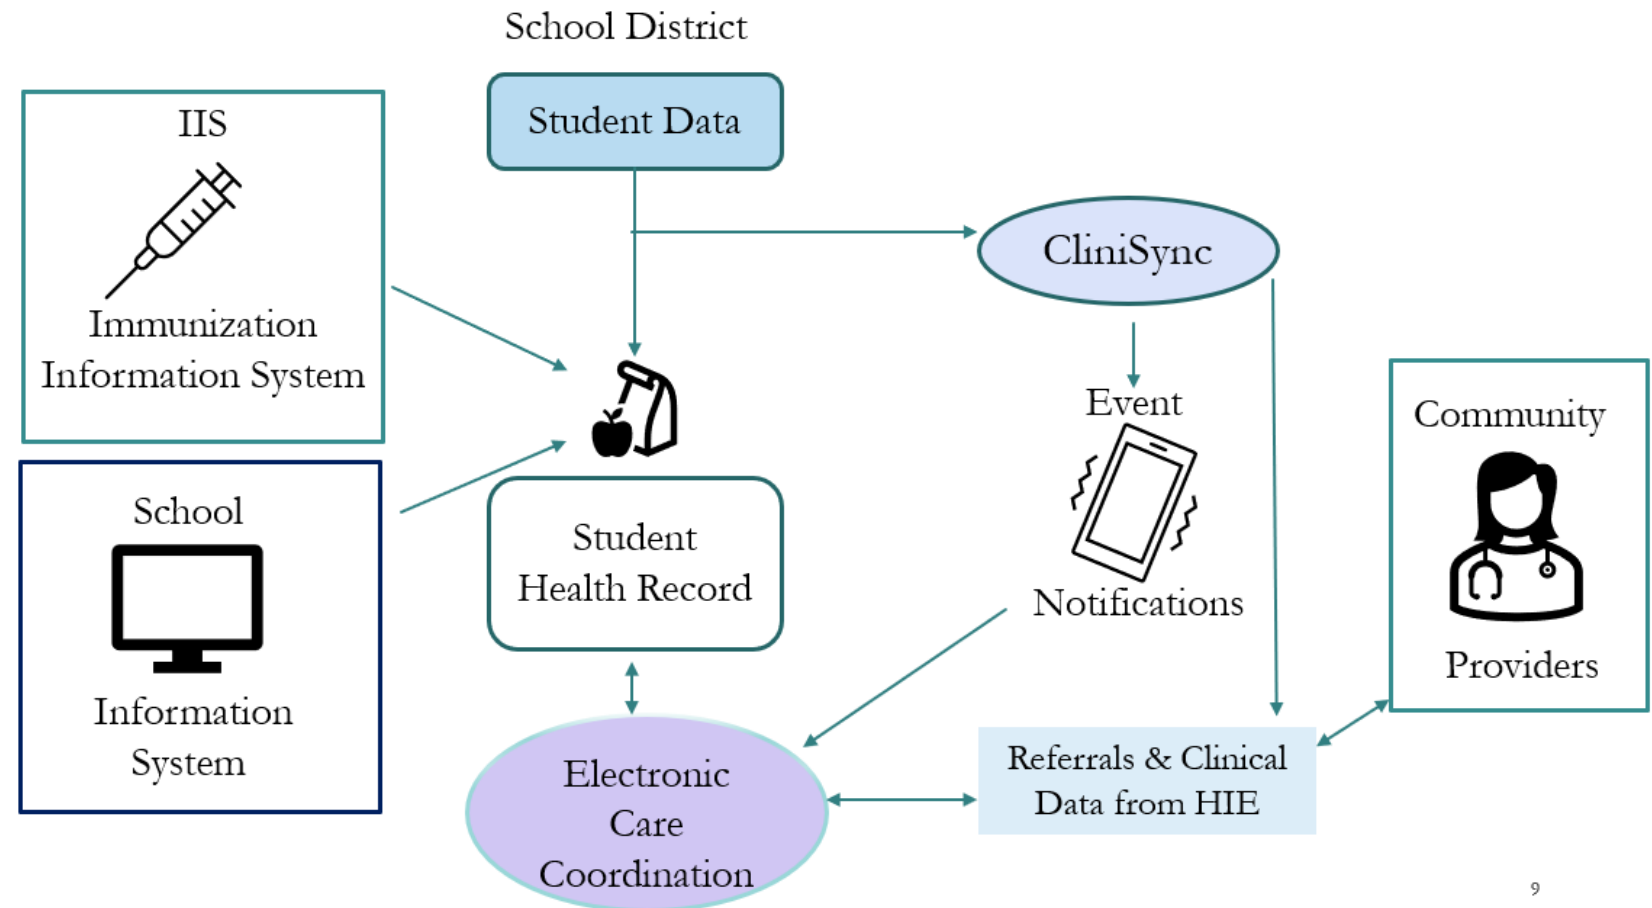 School District
Student Data
IIS
Immunization
Information System
School
Information
System
Student
Health Record
Electronic
Care
Coordination
CliniSync
Event
Notifications
Referrals & Clinical
Data from HIE
Community
Providers
9